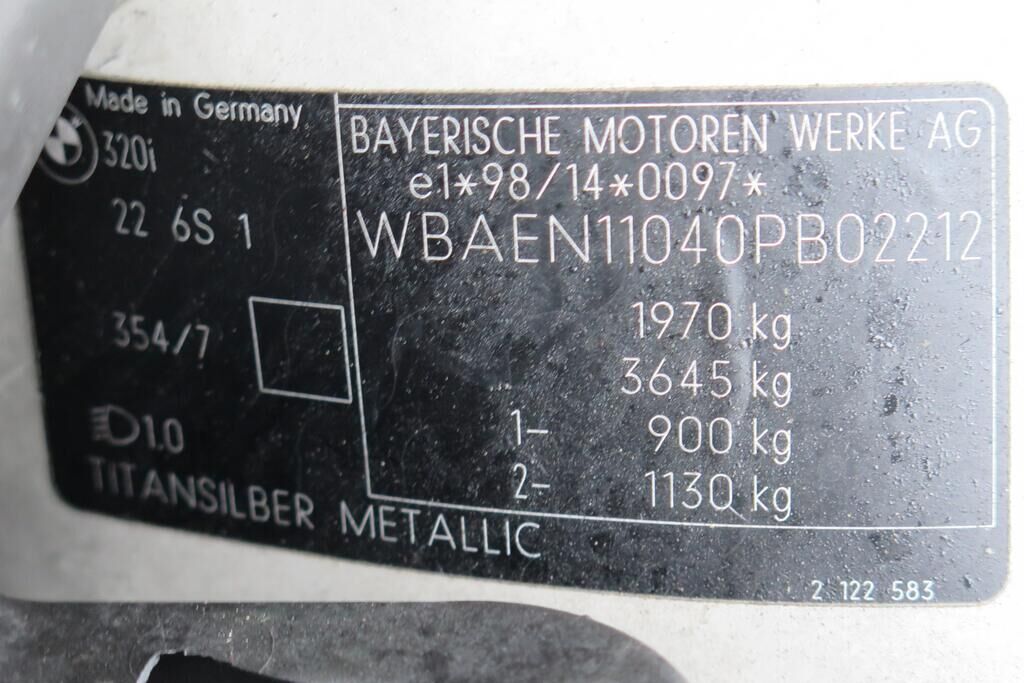 Made in Germany
320i
22 6S 1
354/7
1.0
TITANSILBER METALLIC
BAYERISCHE MOTOREN WERKE AG
e1*98/14*0097*
WBAEN11040PB02212
1970 kg
3645 kg
1- 900 kg
2- 1130 kg
2 122 583